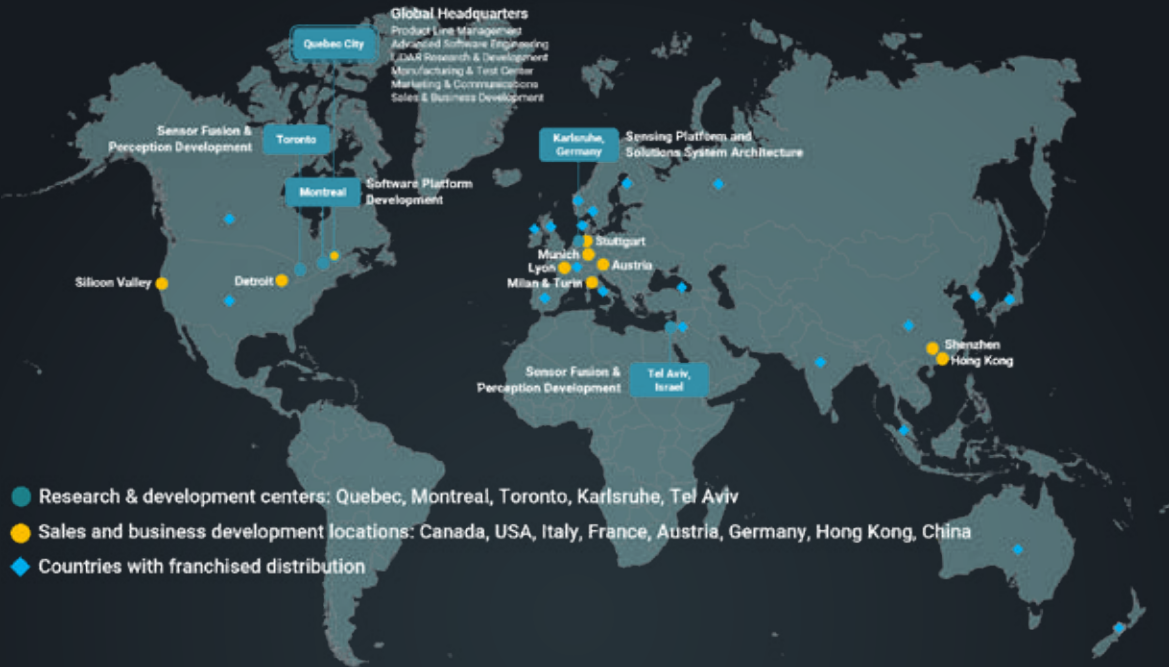 Global Headquarters
Product Line Management
Advanced Software Engineering
LiDAR Research & Development
Manufacturing & Test Center
Marketing & Communications
Sales & Business Development
Quebec City
Sensor Fusion &
Perception Development
Toronto
Montreal
Software Platform
Development
Karlsruhe,
Germany
Sensing Platform and
Solutions System Architecture
Silicon Valley
Detroit
Stuttgart
Munich
Lyon
Austria
Milan & Turin
Shenzhen
Hong Kong
Sensor Fusion &
Perception Development
Tel Aviv,
Israel
Research & development centers: Quebec, Montreal, Toronto, Karlsruhe, Tel Aviv
Sales and business development locations: Canada, USA, Italy, France, Austria, Germany, Hong Kong, China
Countries with franchised distribution